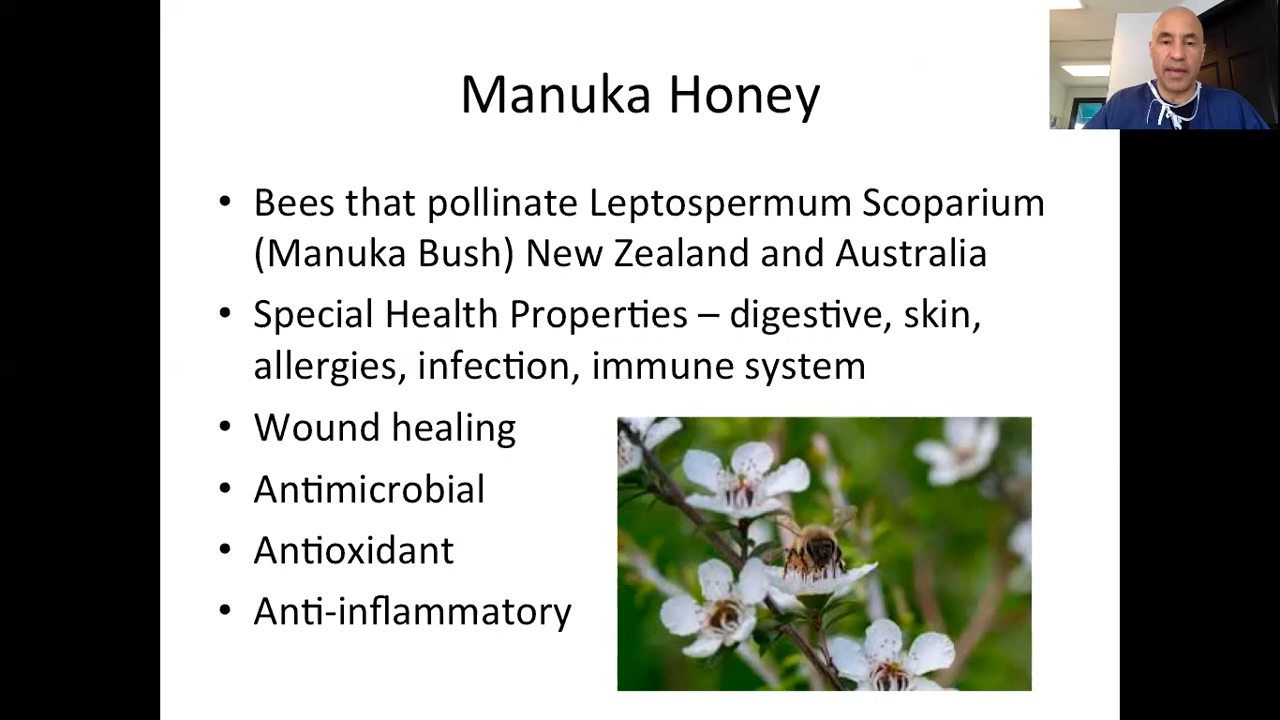 Manuka Honey
• Bees that pollinate Leptospermum Scoparium
(Manuka Bush) New Zealand and Australia
• Special Health Properties – digestive, skin,
allergies, infection, immune system
• Wound healing
• Antimicrobial
• Antioxidant
• Anti-inflammatory